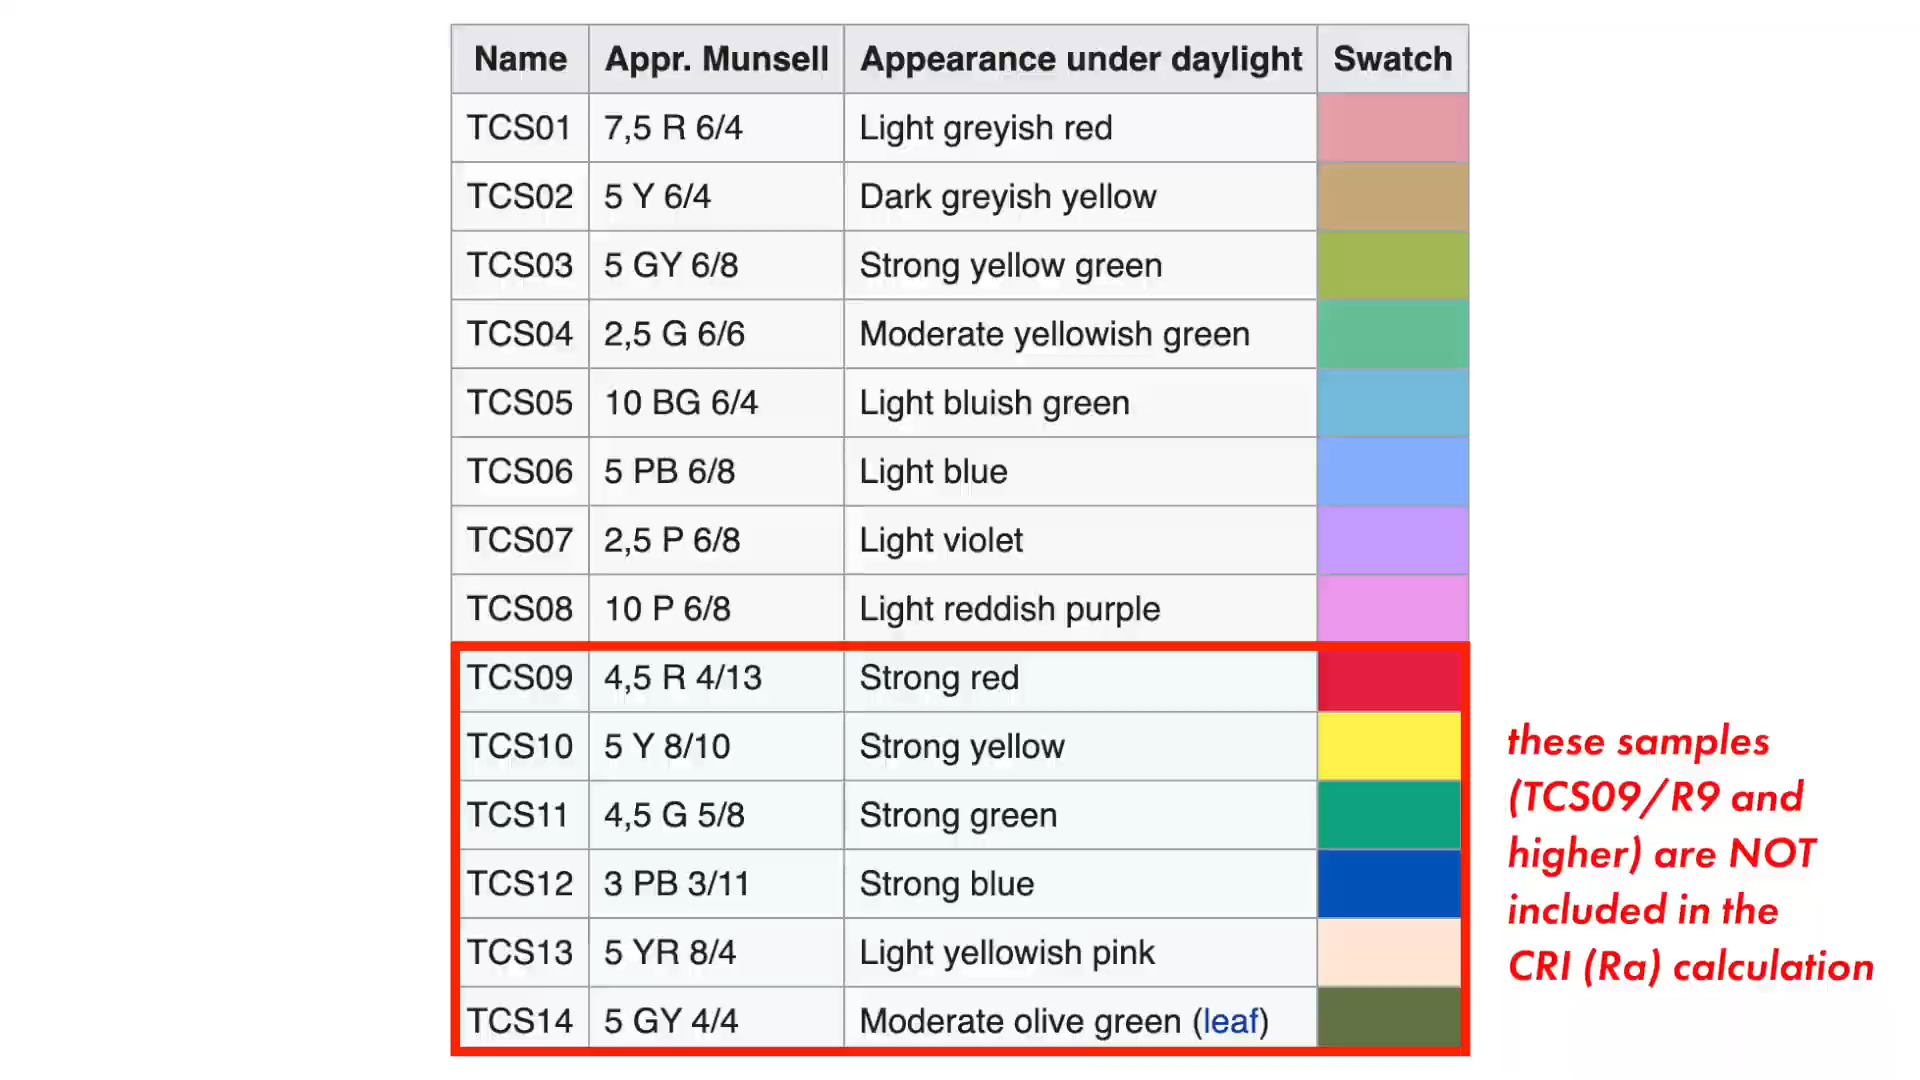 Name Appr. Munsell Appearance under daylight Swatch
TCS01 7,5 R 6/4 Light greyish red
TCS02 5 Y 6/4 Dark greyish yellow
TCS03 5 GY 6/8 Strong yellow green
TCS04 2,5 G 6/6 Moderate yellowish green
TCS05 10 BG 6/4 Light bluish green
TCS06 5 PB 6/8 Light blue
TCS07 2,5 P 6/8 Light violet
TCS08 10 P 6/8 Light reddish purple
TCS09 4,5 R 4/13 Strong red
TCS10 5 Y 8/10 Strong yellow
TCS11 4,5 G 5/8 Strong green
TCS12 3 PB 3/11 Strong blue
TCS13 5 YR 8/4 Light yellowish pink
TCS14 5 GY 4/4 Moderate olive green (leaf)
these samples
(TCS09/R9 and
higher) are NOT
included in the
CRI (Ra) calculation